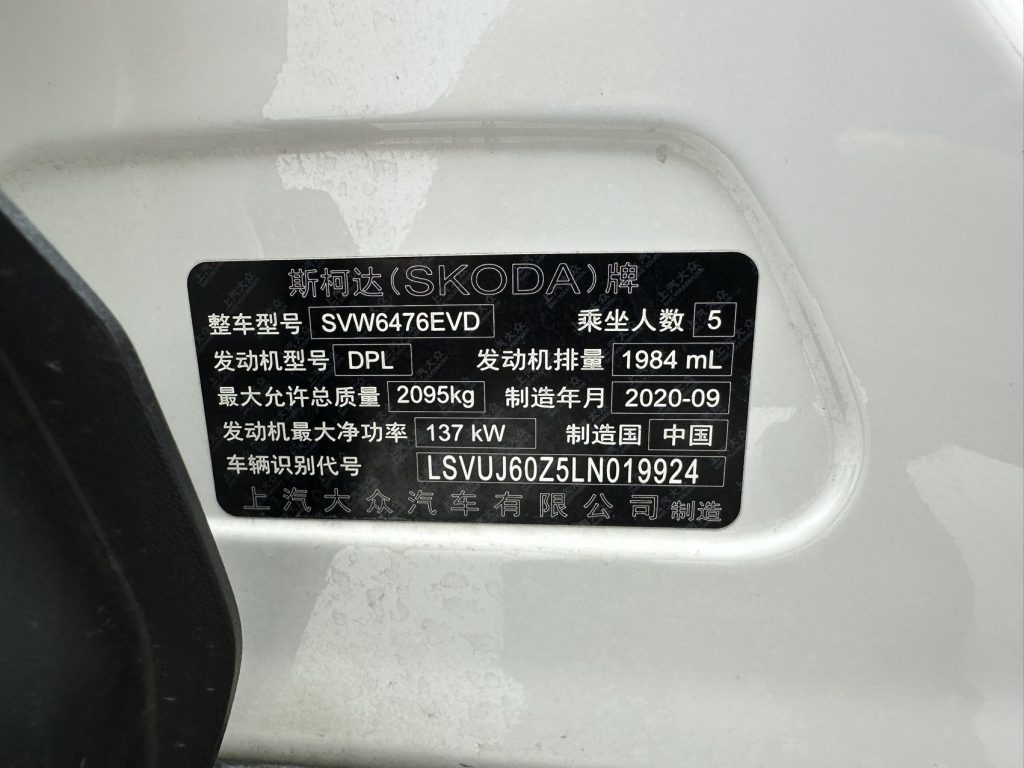 斯柯达(SKODA)牌
整车型号 SVW6476EVD 乘坐人数 5
发动机型号 DPL 发动机排量 1984 mL
最大允许总质量 2095kg 制造年月 2020-09
发动机最大净功率 137 kW 制造国 中国
车辆识别代号 LSVUJ60Z5LN019924
上汽大众汽车有限公司 制造